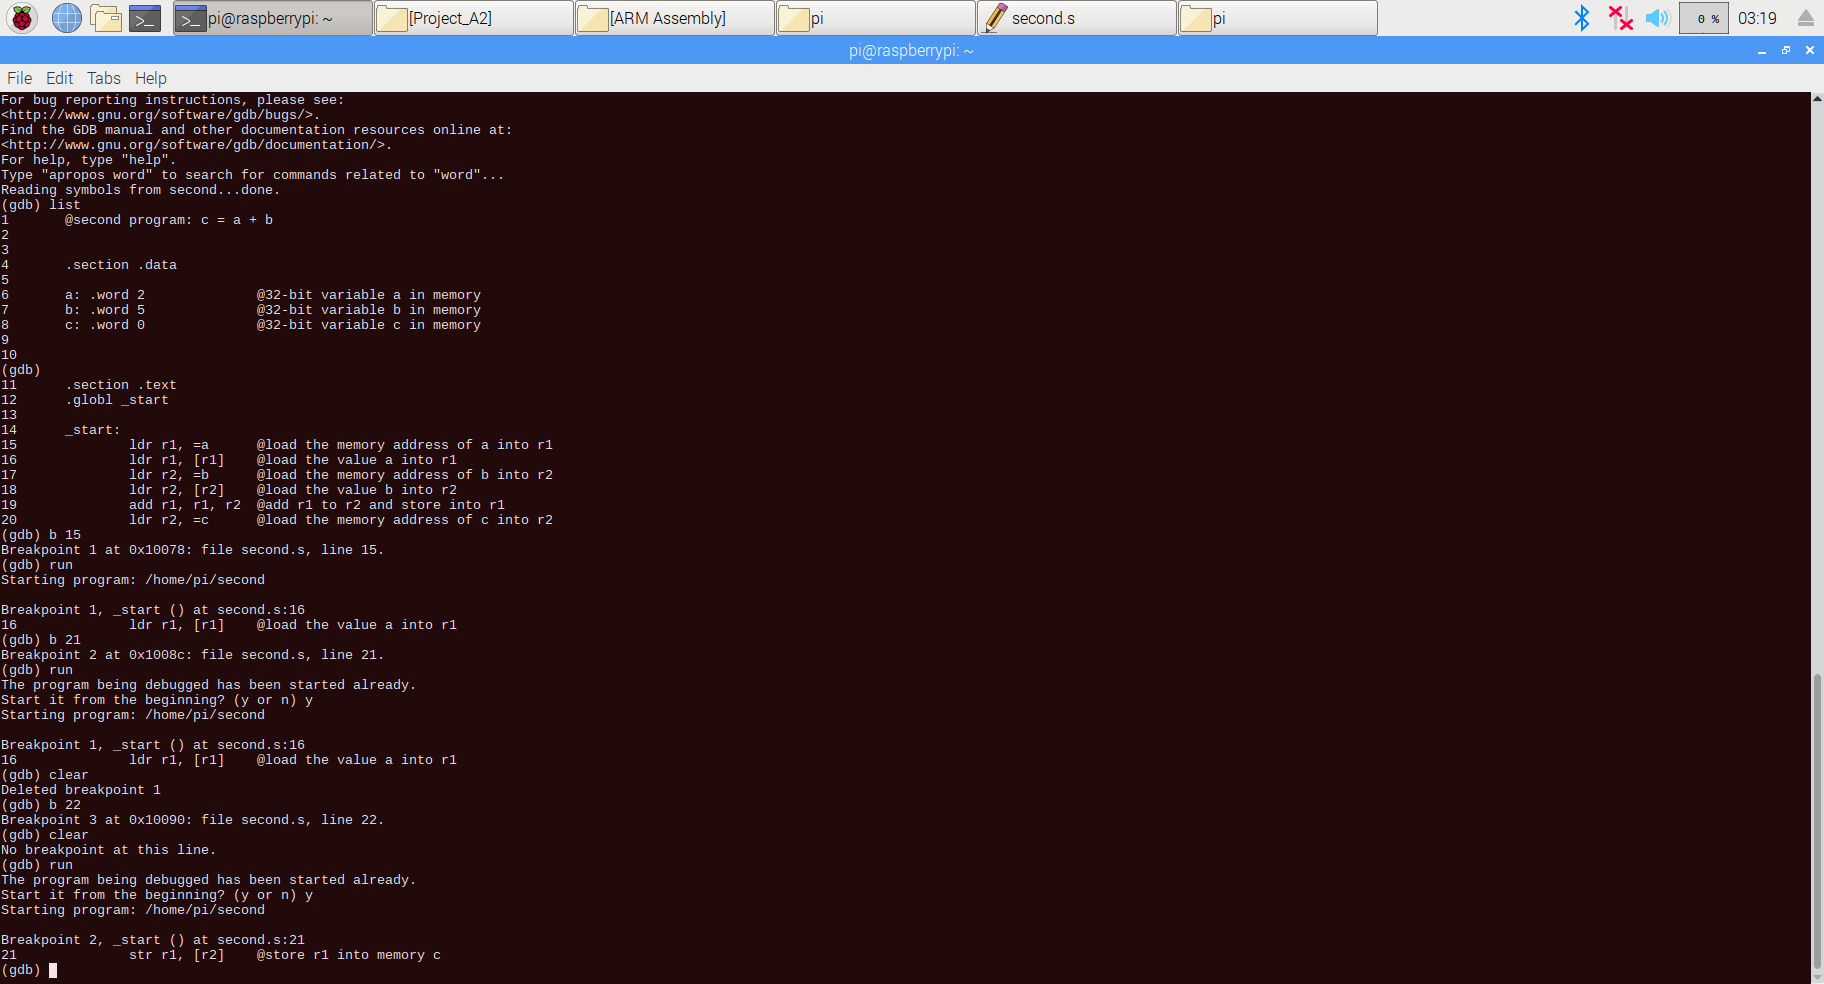 pi@raspberrypi: ~
[Project_A2]
[ARM Assembly]
pi
second.s
pi
0 %
03:19
pi@raspberrypi: ~
File Edit Tabs Help
For bug reporting instructions, please see:
<http://www.gnu.org/software/gdb/bugs/>.
Find the GDB manual and other documentation resources online at:
<http://www.gnu.org/software/gdb/documentation/>.
For help, type "help".
Type "apropos word" to search for commands related to "word"...
Reading symbols from second...done.
(gdb) list
1       @second program: c = a + b
2
3
4       .section .data
5
6       a: .word 2              @32-bit variable a in memory
7       b: .word 5              @32-bit variable b in memory
8       c: .word 0              @32-bit variable c in memory
9
10
(gdb)
11      .section .text
12      .globl _start
13
14      _start:
15              ldr r1, =a      @load the memory address of a into r1
16              ldr r1, [r1]    @load the value a into r1
17              ldr r2, =b      @load the memory address of b into r2
18              ldr r2, [r2]    @load the value b into r2
19              add r1, r1, r2  @add r1 to r2 and store into r1
20              ldr r2, =c      @load the memory address of c into r2
(gdb) b 15
Breakpoint 1 at 0x10078: file second.s, line 15.
(gdb) run
Starting program: /home/pi/second
Breakpoint 1, _start () at second.s:16
16              ldr r1, [r1]    @load the value a into r1
(gdb) b 21
Breakpoint 2 at 0x1008c: file second.s, line 21.
(gdb) run
The program being debugged has been started already.
Start it from the beginning? (y or n) y
Starting program: /home/pi/second
Breakpoint 1, _start () at second.s:16
16              ldr r1, [r1]    @load the value a into r1
(gdb) clear
Deleted breakpoint 1
(gdb) b 22
Breakpoint 3 at 0x10090: file second.s, line 22.
(gdb) clear
No breakpoint at this line.
(gdb) run
The program being debugged has been started already.
Start it from the beginning? (y or n) y
Starting program: /home/pi/second
Breakpoint 2, _start () at second.s:21
21              str r1, [r2]    @store r1 into memory c
(gdb)